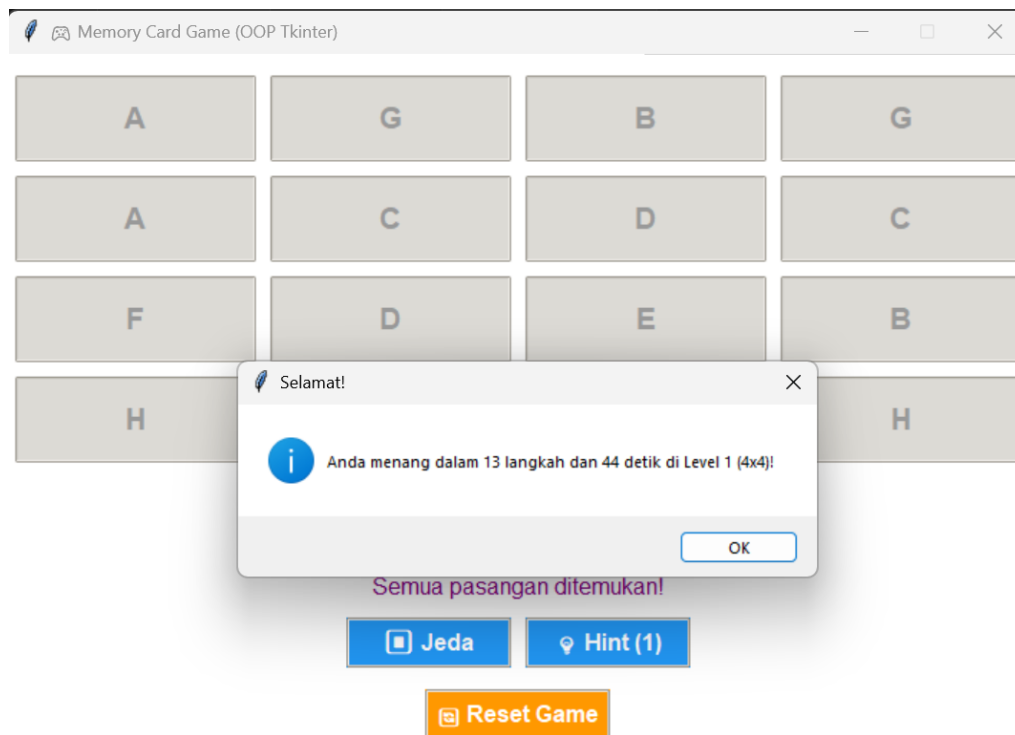 Memory Card Game (OOP Tkinter)
A G B G
A C D C
F D E B
H H
Selamat!
Anda menang dalam 13 langkah dan 44 detik di Level 1 (4x4)!
OK
Semua pasangan ditemukan!
Jeda Hint (1)
Reset Game